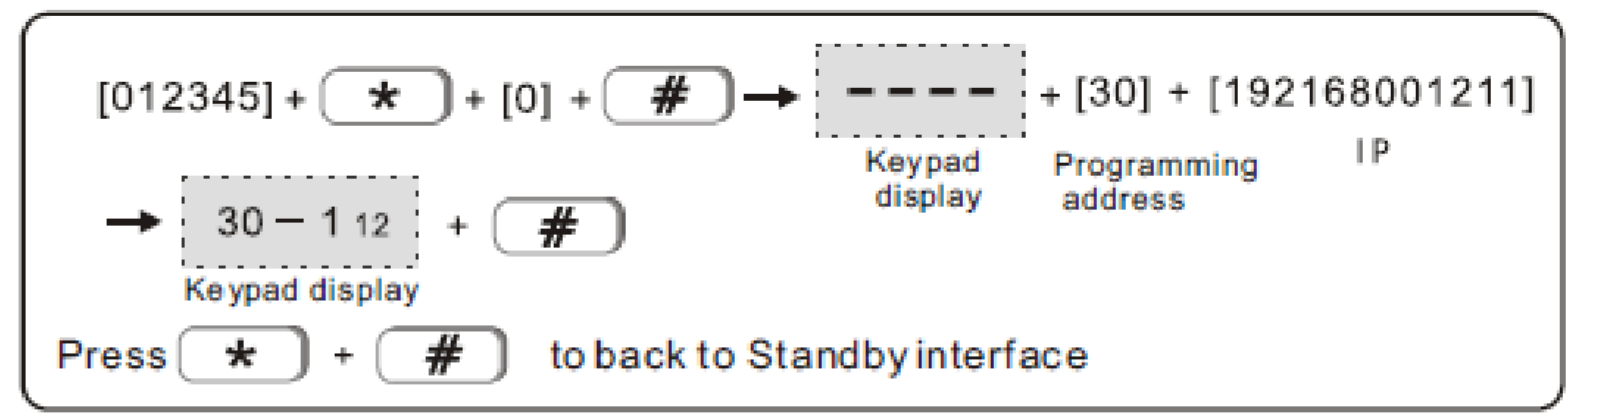 [012345] + * + [0] + # → – – – – + [30] + [192168001211]
Keypad display
Programming address
IP
→ 30 – 1 12 + #
Keypad display
Press * + # to back to Standby interface